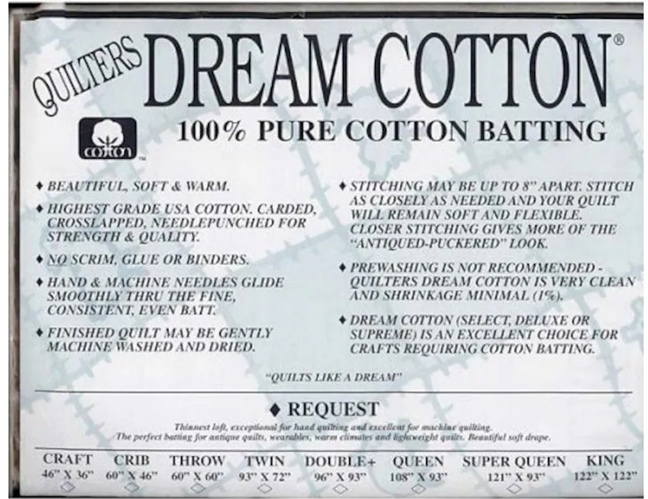 QUILTERS DREAM COTTON®
100% PURE COTTON BATTING
cotton™
♦ BEAUTIFUL, SOFT & WARM.
♦ HIGHEST GRADE USA COTTON. CARDED,
CROSSLAPPED, NEEDLEPUNCHED FOR
STRENGTH & QUALITY.
♦ NO SCRIM, GLUE OR BINDERS.
♦ HAND & MACHINE NEEDLES GLIDE
SMOOTHLY THRU THE FINE,
CONSISTENT, EVEN BATT.
♦ FINISHED QUILT MAY BE GENTLY
MACHINE WASHED AND DRIED.
♦ STITCHING MAY BE UP TO 8" APART. STITCH
AS CLOSELY AS NEEDED AND YOUR QUILT
WILL REMAIN SOFT AND FLEXIBLE.
CLOSER STITCHING GIVES MORE OF THE
"ANTIQUED-PUCKERED" LOOK.
♦ PREWASHING IS NOT RECOMMENDED -
QUILTERS DREAM COTTON IS VERY CLEAN
AND SHRINKAGE MINIMAL (1%).
♦ DREAM COTTON (SELECT, DELUXE OR
SUPREME) IS AN EXCELLENT CHOICE FOR
CRAFTS REQUIRING COTTON BATTING.
"QUILTS LIKE A DREAM"
♦ REQUEST
Thinnest loft, exceptional for hand quilting and excellent for machine quilting.
The perfect batting for antique quilts, wearables, warm climates and lightweight quilts. Beautiful soft drape.
CRAFT CRIB THROW TWIN DOUBLE+ QUEEN SUPER QUEEN KING
46" X 36" 60" X 46" 60" X 60" 93" X 72" 96" X 93" 108" X 93" 121" X 93" 122" X 122"